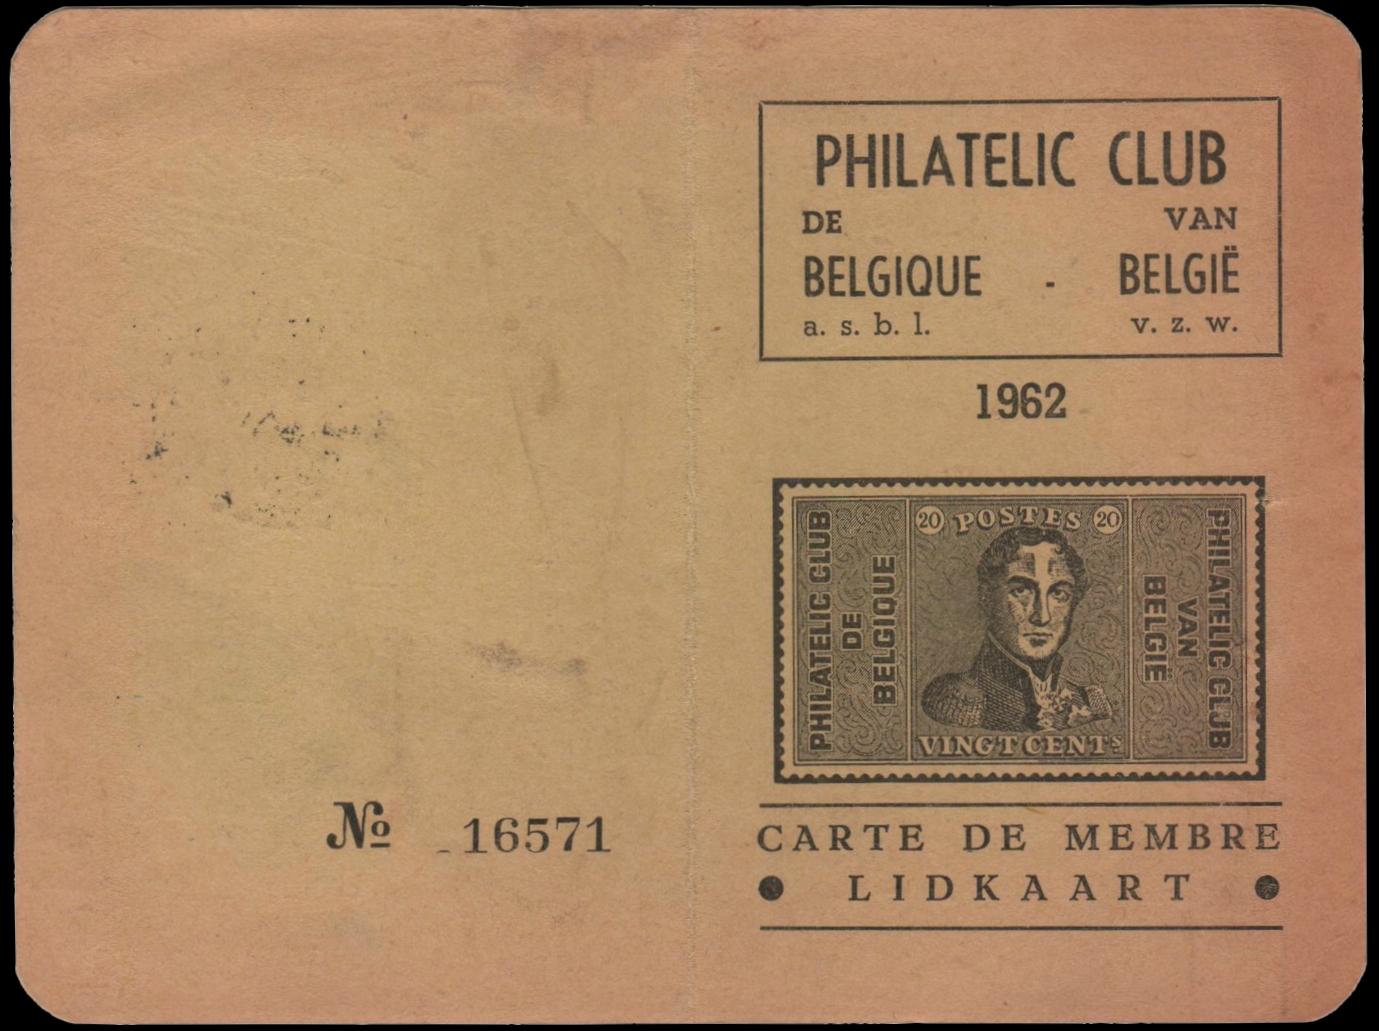 PHILATELIC CLUB
DE VAN
BELGIQUE - BELGIË
a. s. b. l. v. z. w.
1962
PHILATELIC CLUB
DE
BELGIQUE
20 POSTES 20
VINGT CENTS
PHILATELIC CLUB
VAN
BELGIË
CARTE DE MEMBRE
• LIDKAART •
№ 16571